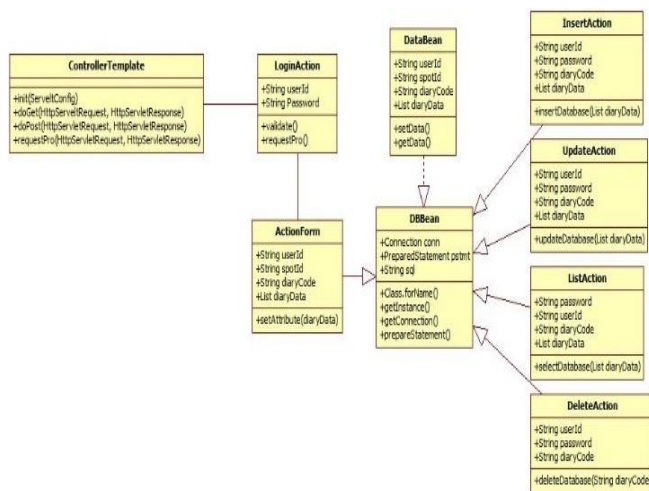 ControllerTemplate
+init(ServeltConfig)
+doGet(HttpServeltRequest, HttpServletResponse)
+doPost(HttpServletRequest, HttpServletResponse)
+requestPro(HttpServletRequest, HttpServletResponse)
LoginAction
+String userId
+String Password
+validate()
+requestPro()
DataBean
+String userId
+String spotId
+String diaryCode
+List diaryData
+setData()
+getData()
InsertAction
+String userId
+String password
+String diaryCode
+List diaryData
+insertDatabase(List diaryData)
UpdateAction
+String userId
+String password
+String diaryCode
+List diaryData
+updateDatabase(List diaryData)
ActionForm
+String userId
+String spotId
+String diaryCode
+List diaryData
+setAttribute(diaryData)
DBBean
+Connection conn
+PreparedStatement pstmt
+String sql
+Class.forName()
+getInstance()
+getConnection()
+prepareStatement()
ListAction
+String password
+String userId
+String diaryCode
+List diaryData
+selectDatabase(List diaryData)
DeleteAction
+String userId
+String password
+String diaryCode
+deleteDatabase(String diaryCode)